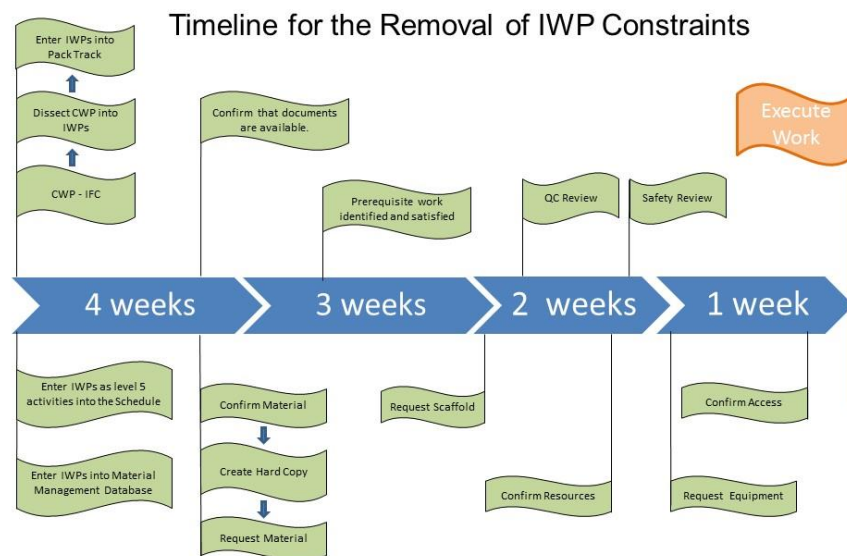 Timeline for the Removal of IWP Constraints
Enter IWPs into
Pack Track
Dissect CWP into
IWPs
CWP - IFC
Confirm that documents
are available.
Prerequisite work
identified and satisfied
QC Review
Safety Review
Execute
Work
4 weeks
3 weeks
2 weeks
1 week
Enter IWPs as level 5
activities into the Schedule
Enter IWPs into Material
Management Database
Confirm Material
Create Hard Copy
Request Material
Request Scaffold
Confirm Resources
Confirm Access
Request Equipment